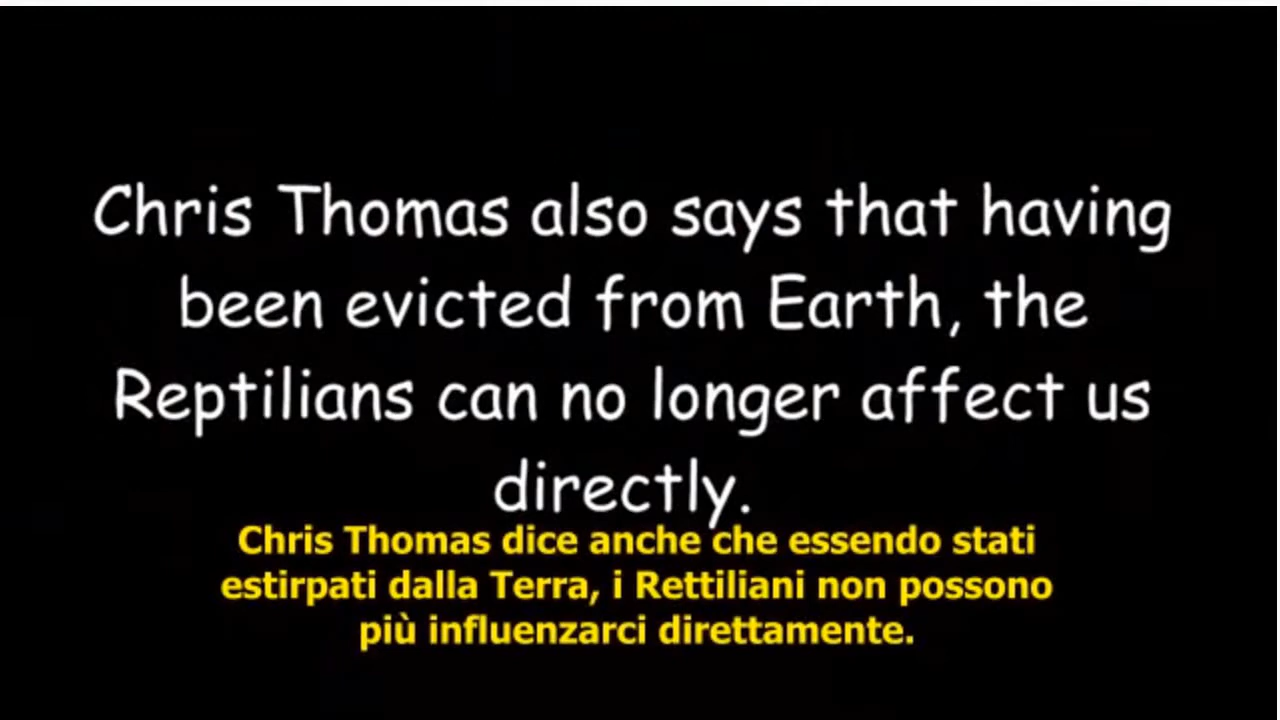 Chris Thomas also says that having
been evicted from Earth, the
Reptilians can no longer affect us
directly.
Chris Thomas dice anche che essendo stati
estirpati dalla Terra, i Rettiliani non possono
più influenzarci direttamente.